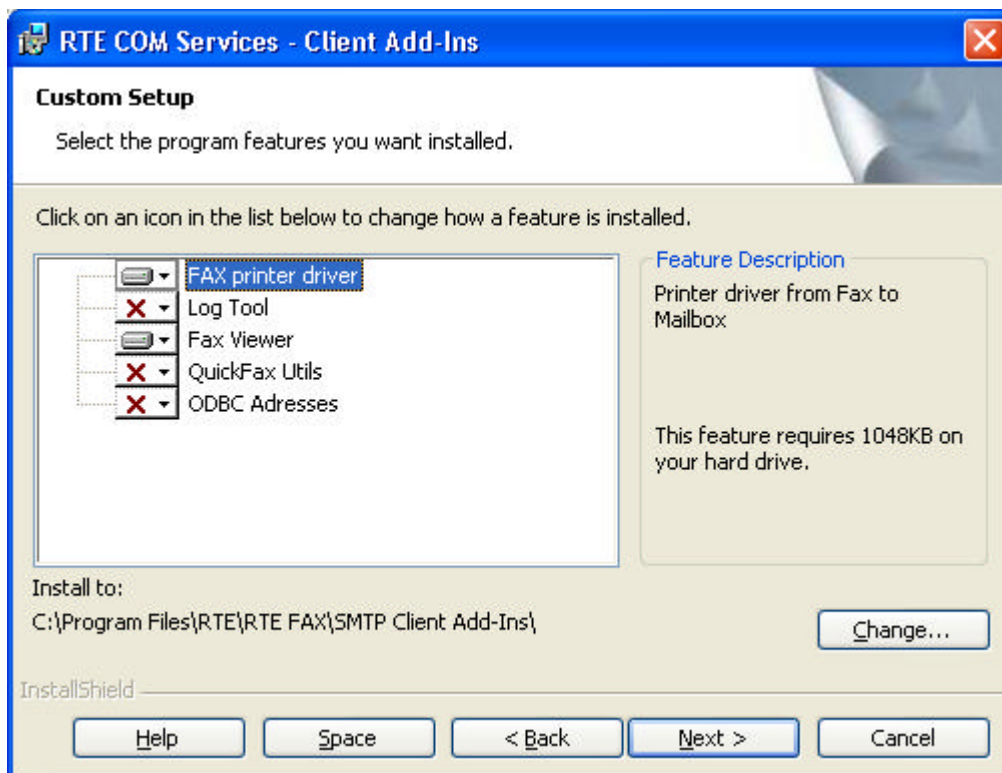 RTE COM Services - Client Add-Ins
Custom Setup
Select the program features you want installed.
Click on an icon in the list below to change how a feature is installed.
FAX printer driver
Log Tool
Fax Viewer
QuickFax Utils
ODBC Adresses
Feature Description
Printer driver from Fax to
Mailbox
This feature requires 1048KB on
your hard drive.
Install to:
C:\Program Files\RTE\RTE FAX\SMTP Client Add-Ins\
Change...
InstallShield
Help Space < Back Next > Cancel